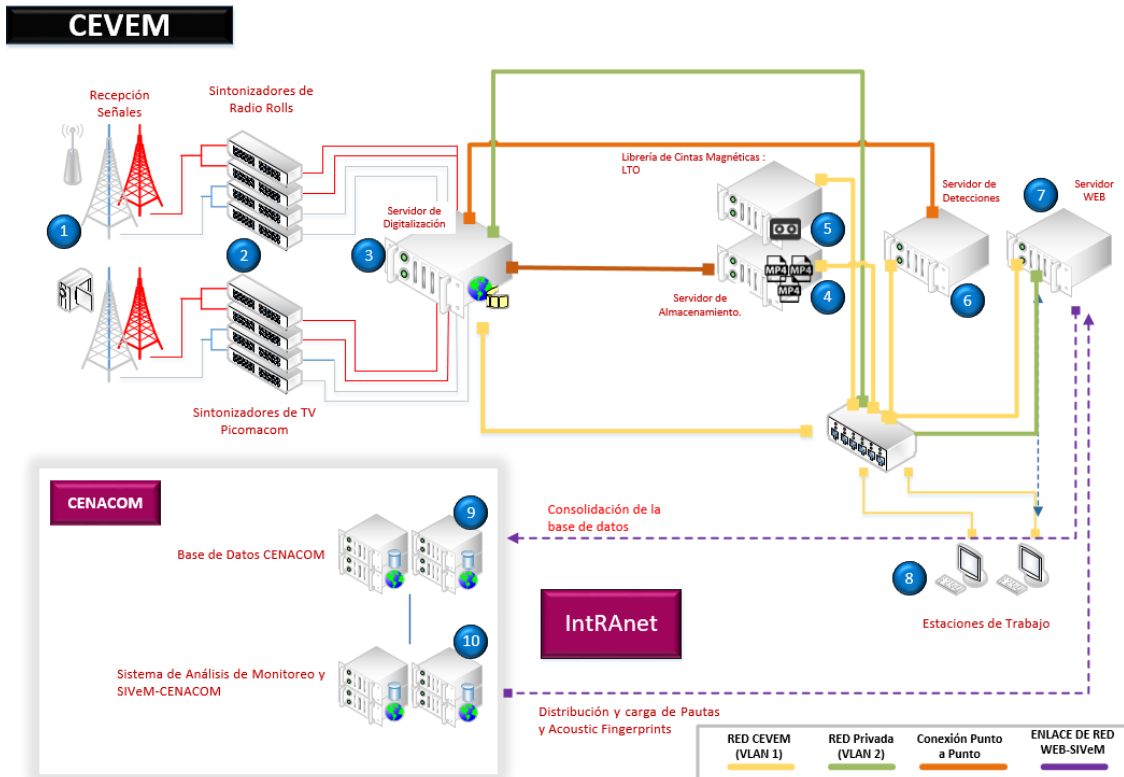 CEVEM
Recepción
Señales
Sintonizadores de
Radio Rolls
1
2
Servidor de
Digitalización
3
Librería de Cintas Magnéticas :
LTO
5
MP4 MP4
MP4
4
Servidor de
Almacenamiento.
Servidor de
Detecciones
6
7
Servidor
WEB
Sintonizadores de TV
Picomacom
CENACOM
9
Base de Datos CENACOM
10
Sistema de Análisis de Monitoreo y
SIVeM-CENACOM
Consolidación de la
base de datos
IntRAnet
8
Estaciones de Trabajo
Distribución y carga de Pautas
y Acoustic Fingerprints
RED CEVEM
(VLAN 1)
RED Privada
(VLAN 2)
Conexión Punto
a Punto
ENLACE DE RED
WEB-SIVeM